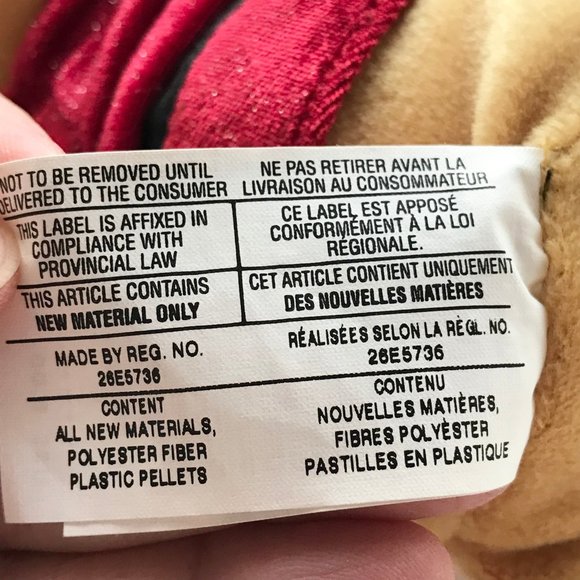 NOT TO BE REMOVED UNTIL
DELIVERED TO THE CONSUMER
NE PAS RETIRER AVANT LA
LIVRAISON AU CONSOMMATEUR
THIS LABEL IS AFFIXED IN
COMPLIANCE WITH
PROVINCIAL LAW
CE LABEL EST APPOSÉ
CONFORMÉMENT À LA LOI
RÉGIONALE.
THIS ARTICLE CONTAINS
NEW MATERIAL ONLY
CET ARTICLE CONTIENT UNIQUEMENT
DES NOUVELLES MATIÈRES
MADE BY REG. NO.
26E5736
RÉALISÉES SELON LA RÈGL. NO.
26E5736
CONTENT
ALL NEW MATERIALS,
POLYESTER FIBER
PLASTIC PELLETS
CONTENU
NOUVELLES MATIÈRES,
FIBRES POLYÈSTER
PASTILLES EN PLASTIQUE